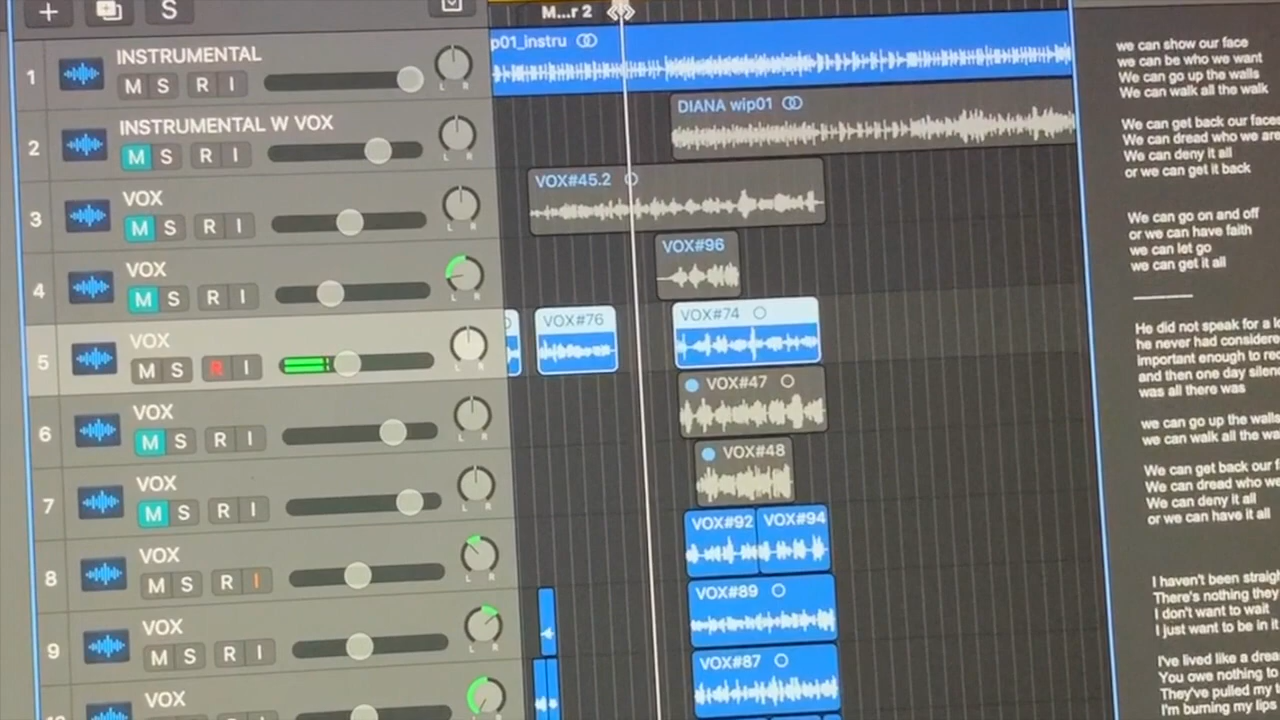 S
M...r 2
1
INSTRUMENTAL
M S R I
L R
p01_instru
2
INSTRUMENTAL W VOX
M S R I
L R
DIANA wip01
3
VOX
M S R I
L R
VOX#45.2
4
VOX
M S R I
L R
VOX#96
5
VOX
M S R I
L R
VOX#76
VOX#74
6
VOX
M S R I
L R
VOX#47
7
VOX
M S R I
L R
VOX#48
8
VOX
M S R I
L R
VOX#92
VOX#94
9
VOX
M S R I
L R
VOX#89
VOX
L R
VOX#87
we can show our face
we can be who we want
We can go up the walls
We can walk all the walk
We can get back our faces
We can dread who we are
We can deny it all
or we can get it back
We can go on and off
or we can have faith
we can let go
we can get it all
He did not speak for a
he never had considere
important enough to
and then one day silen
was all there was
we can go up the walls
we can walk all the wa
We can get back our f
We can dread who we
We can deny it all
or we can have it all
I haven't been straigh
There's nothing they
I don't want to wait
I just want to be in it
I've lived like a drea
You owe nothing to
They've pulled my
I'm burning my lips